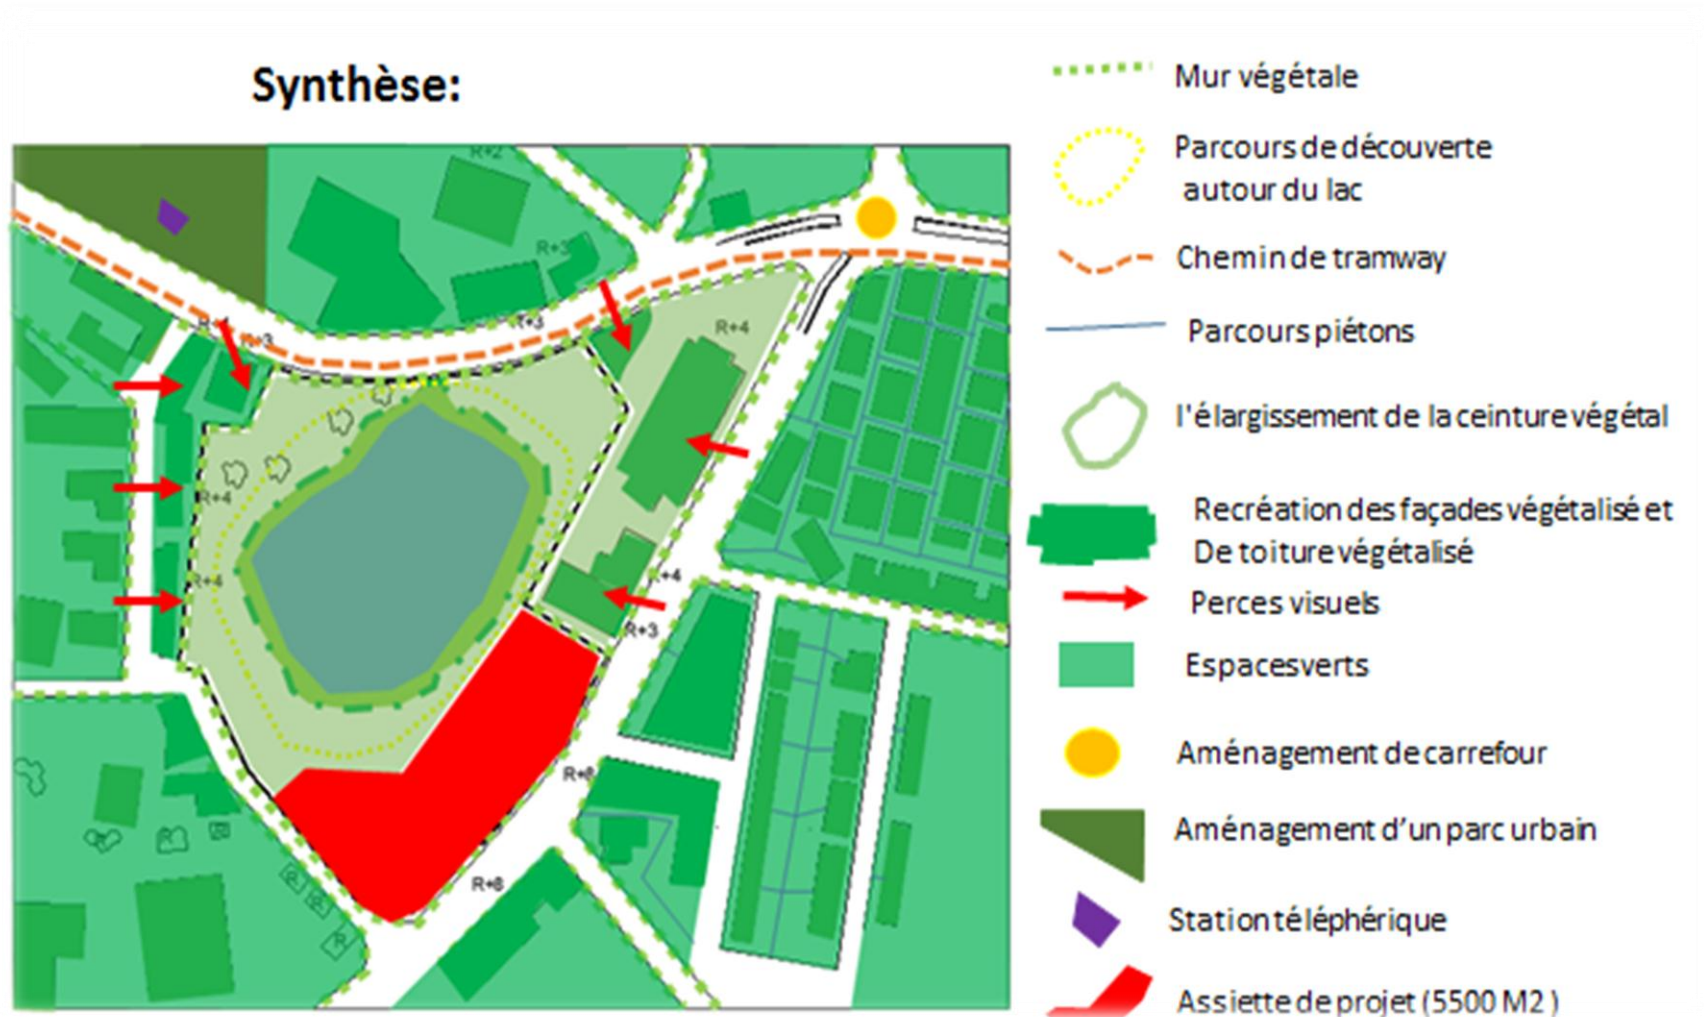 Synthèse:
Mur végétale
Parcours de découverte
autour du lac
Chemin de tramway
Parcours piétons
l'élargissement de la ceinture végétal
Recréation des façades végétalisé et
De toiture végétalisé
Perces visuels
Espacesverts
Aménagement de carrefour
Aménagement d'un parc urbain
Station téléphérique
Assiette de projet (5500 M2 )
R+2
R+3
R+3
R+3
R+4
R+4
R+4
R+4
R+3
R+8
R+8